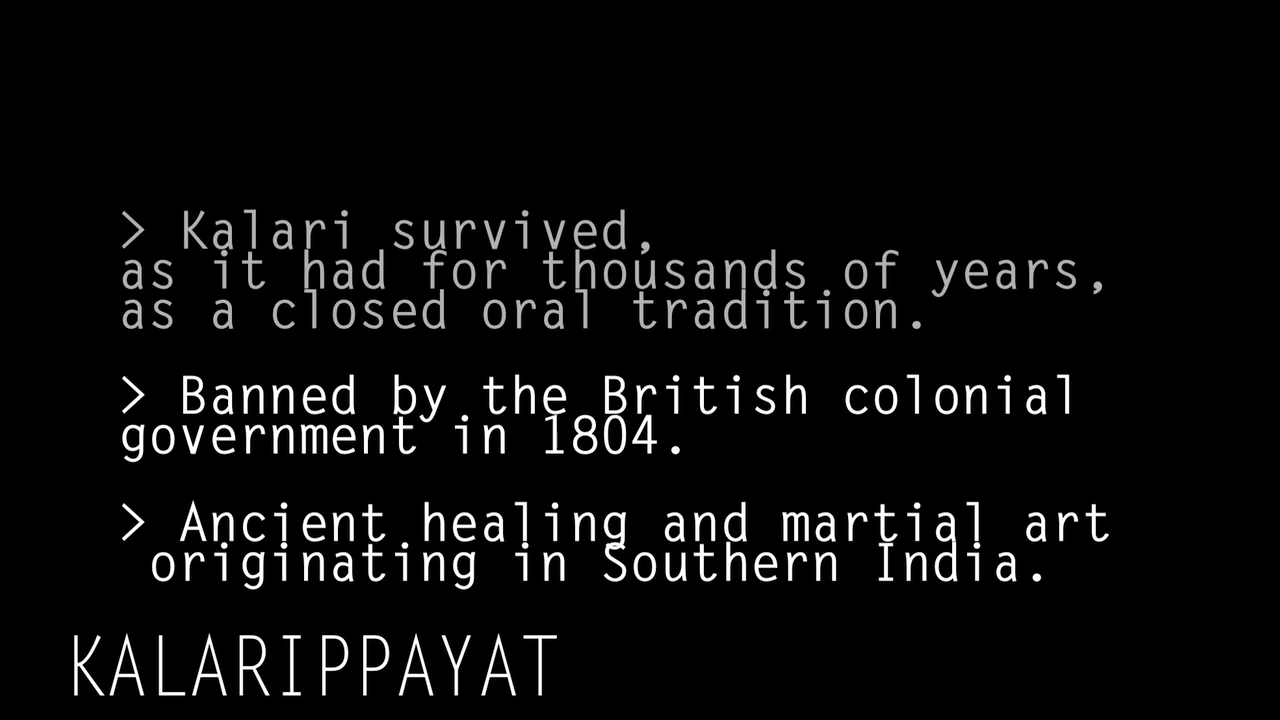 > Kalari survived,
as it had for thousands of years,
as a closed oral tradition.
> Banned by the British colonial
government in 1804.
> Ancient healing and martial art
originating in Southern India.
KALARIPPAYAT